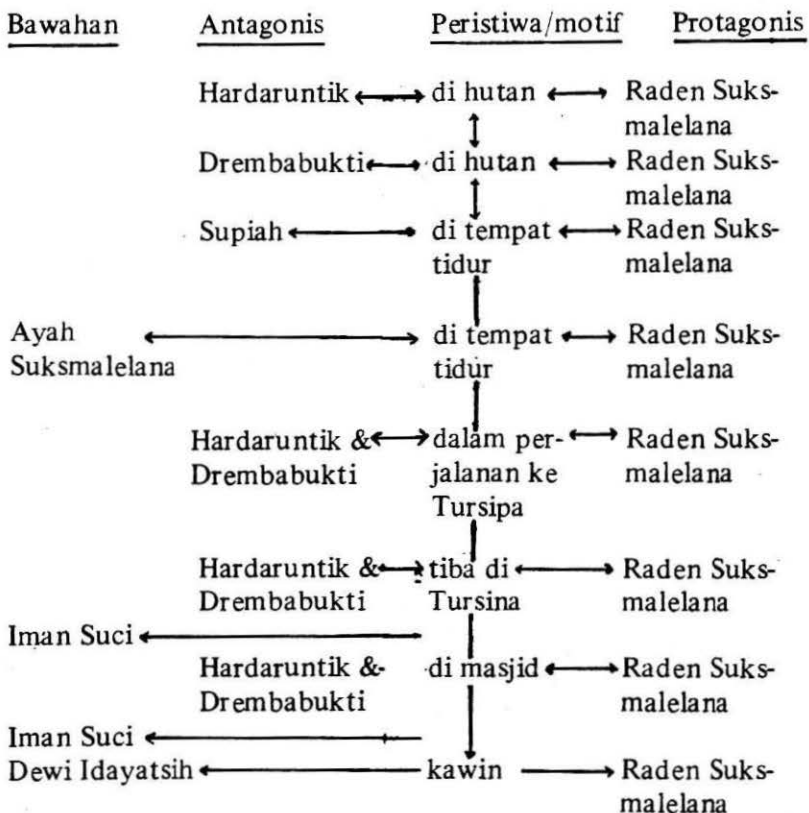 Bawahan Antagonis Peristiwa/motif Protagonis
Hardaruntik di hutan Raden Suks-
malelana
Drembabukti di hutan Raden Suks-
malelana
Supiah di tempat Raden Suks-
tidur malelana
Ayah di tempat Raden Suks-
Suksmalelana tidur malelana
Hardaruntik & dalam per- Raden Suks-
Drembabukti jalanan ke malelana
Tursipa
Hardaruntik & tiba di Raden Suks-
Drembabukti Tursina malelana
Iman Suci
Hardaruntik & di masjid Raden Suks-
Drembabukti malelana
Iman Suci
Dewi Idayatsih kawin Raden Suks-
malelana